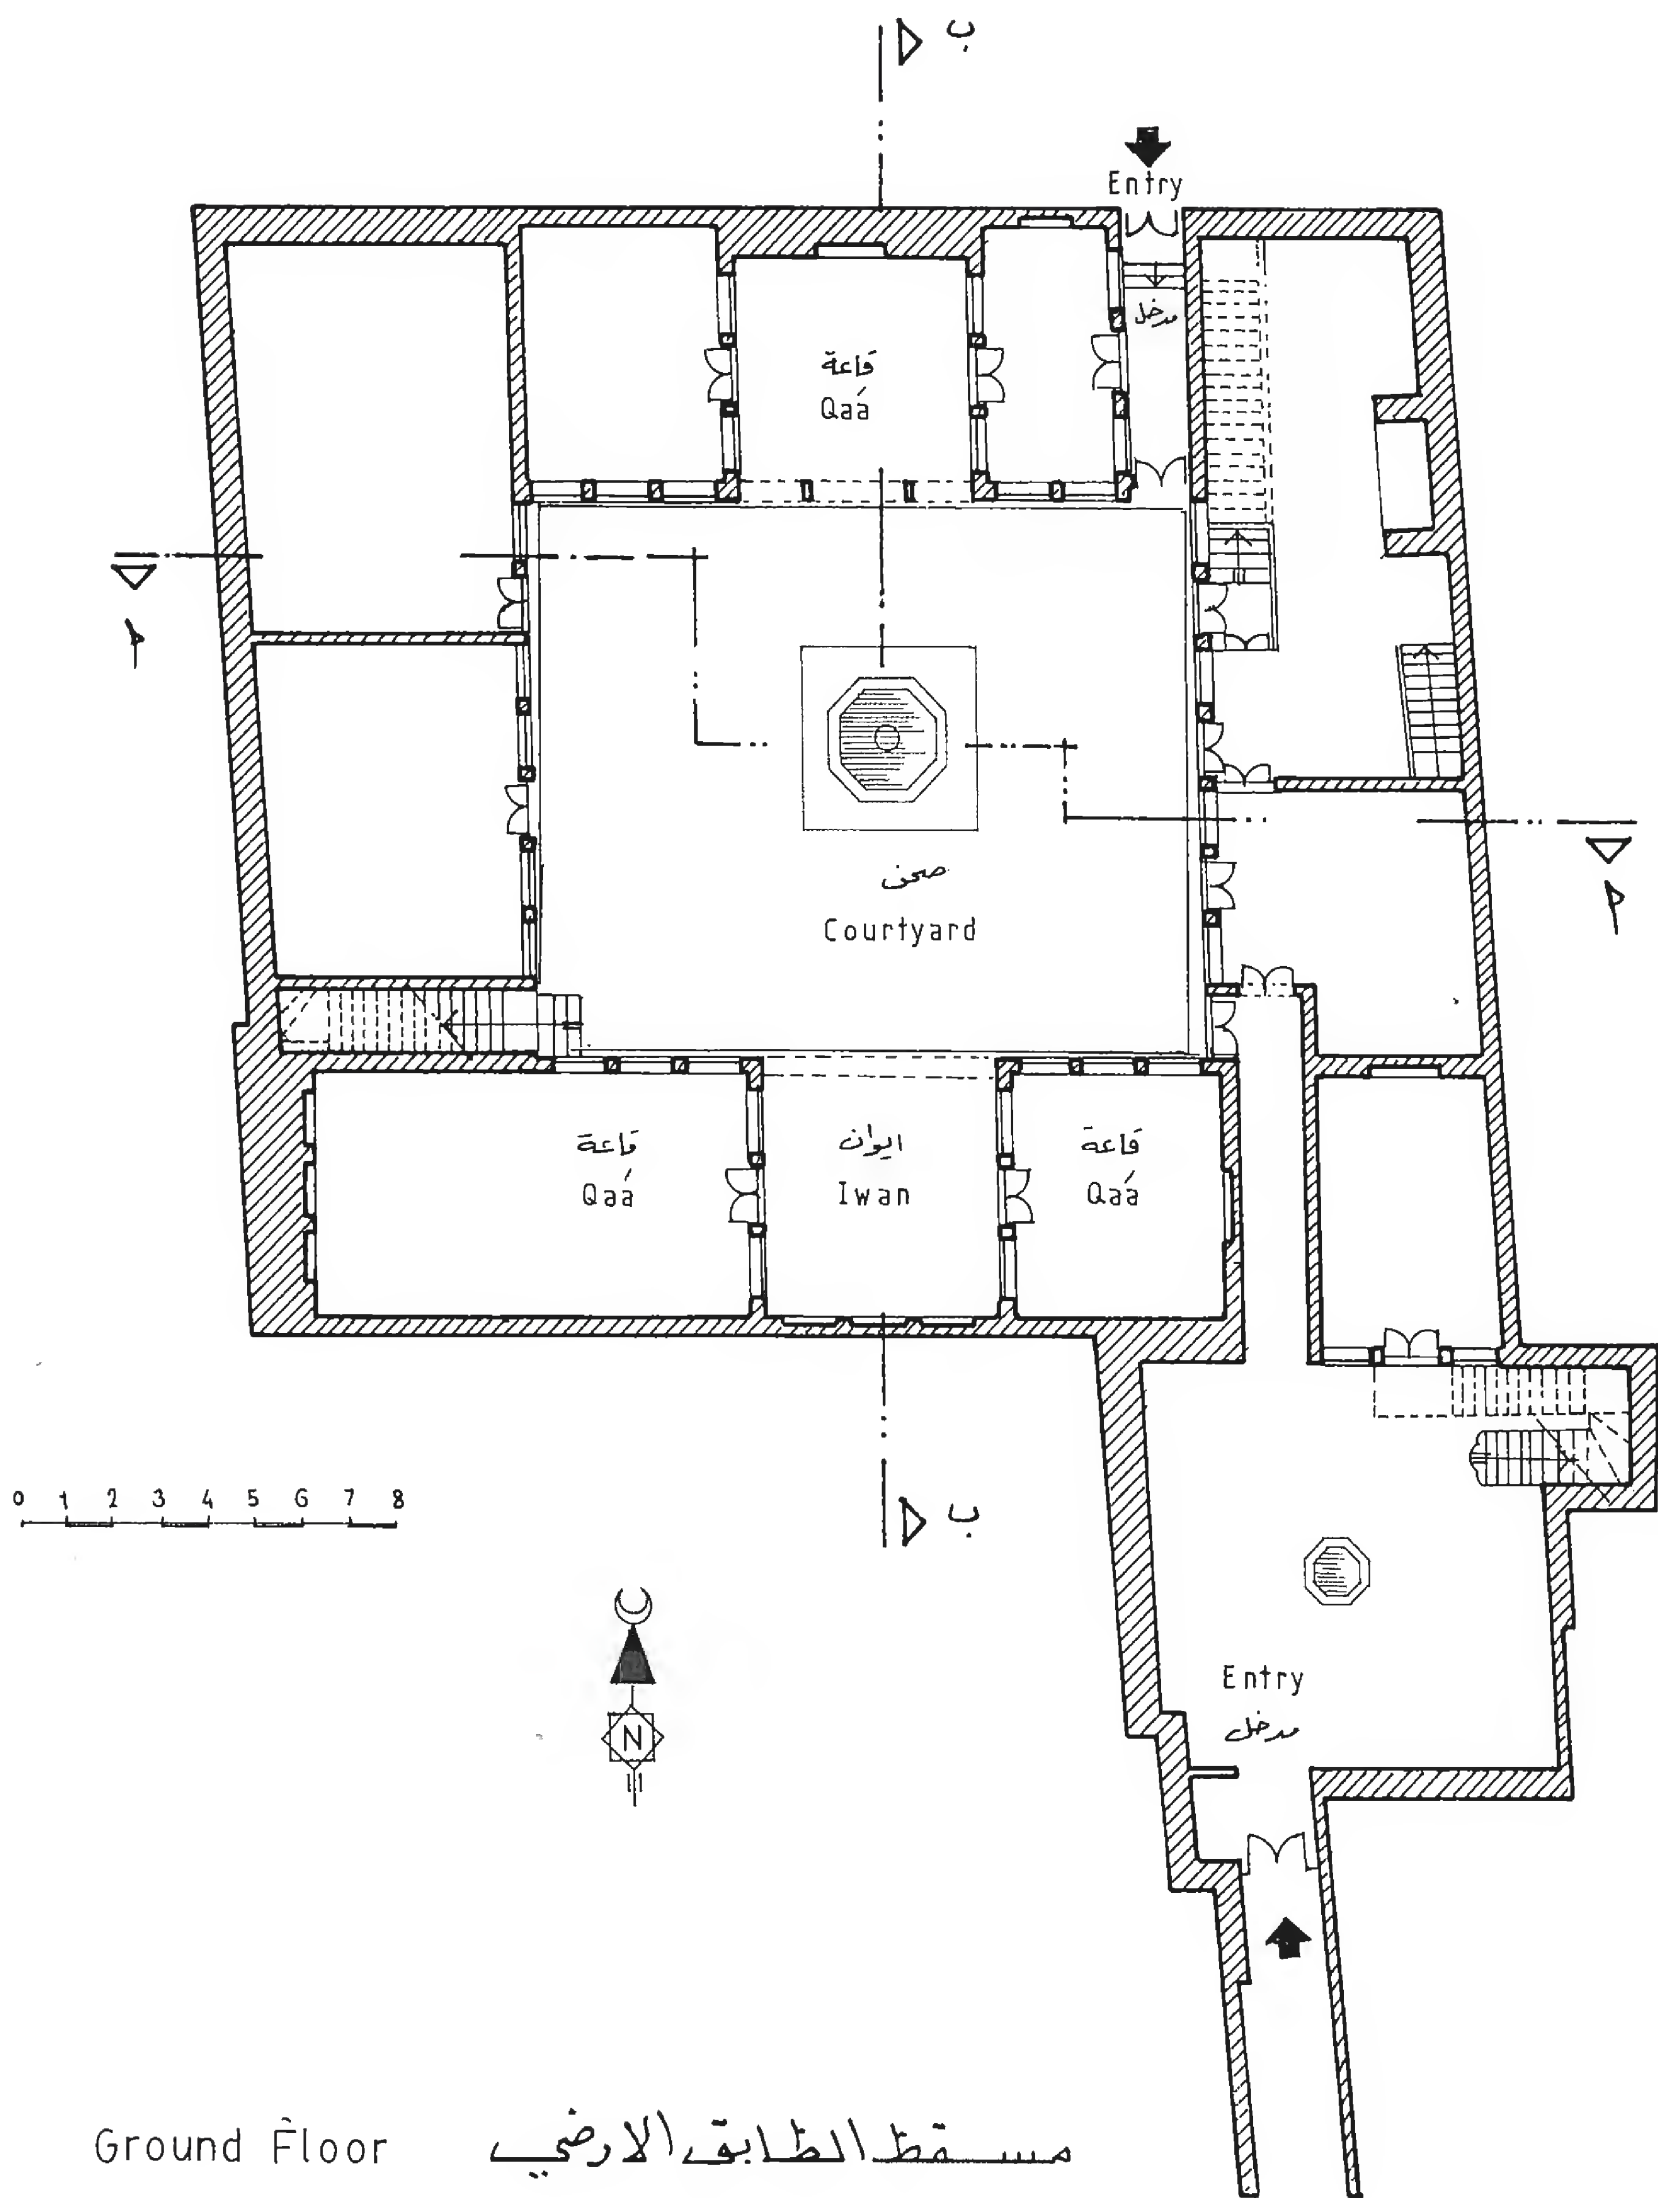 ب
Entry
مدخل
قاعة
Qaá
أ
أ
صحن
Courtyard
قاعة
Qaá
ايوان
Iwan
قاعة
Qaá
0 1 2 3 4 5 6 7 8
ب
N
Entry
مدخل
Ground Floor
مسقط الطابق الارضي